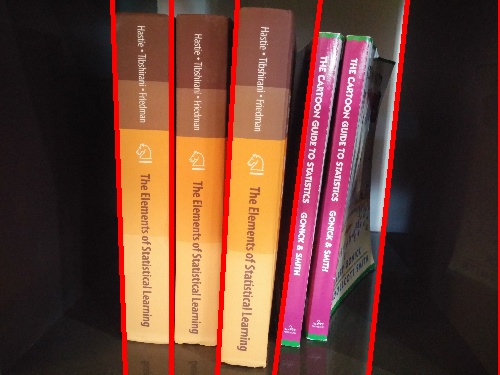 Hastie • Tibshirani • Friedman
The Elements of Statistical Learning
Hastie • Tibshirani • Friedman
The Elements of Statistical Learning
Hastie • Tibshirani • Friedman
The Elements of Statistical Learning
THE CARTOON GUIDE TO STATISTICS GONICK & SMITH
THE CARTOON GUIDE TO STATISTICS GONICK & SMITH